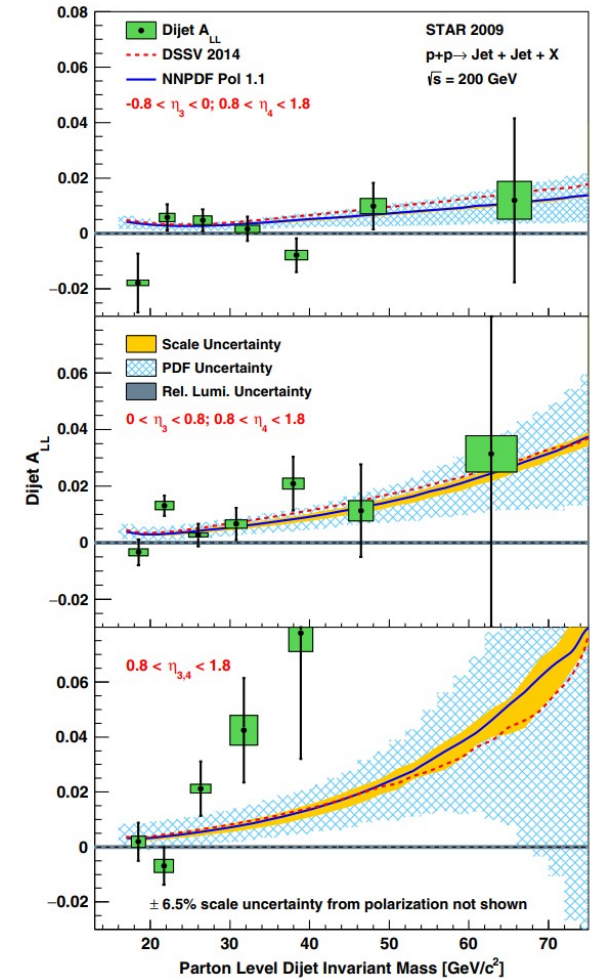 0.08
Dijet A_LL
STAR 2009
DSSV 2014
p+p→ Jet + Jet + X
NNPDF Pol 1.1
√s = 200 GeV
0.06
-0.8 < η_3 < 0; 0.8 < η_4 < 1.8
0.04
0.02
0
−0.02
Scale Uncertainty
0.06
PDF Uncertainty
Rel. Lumi. Uncertainty
0 < η_3 < 0.8; 0.8 < η_4 < 1.8
0.04
Dijet A_LL
0.02
0
−0.02
0.8 < η_3,4 < 1.8
0.06
0.04
0.02
0
−0.02
± 6.5% scale uncertainty from polarization not shown
20 30 40 50 60 70
Parton Level Dijet Invariant Mass [GeV/c²]